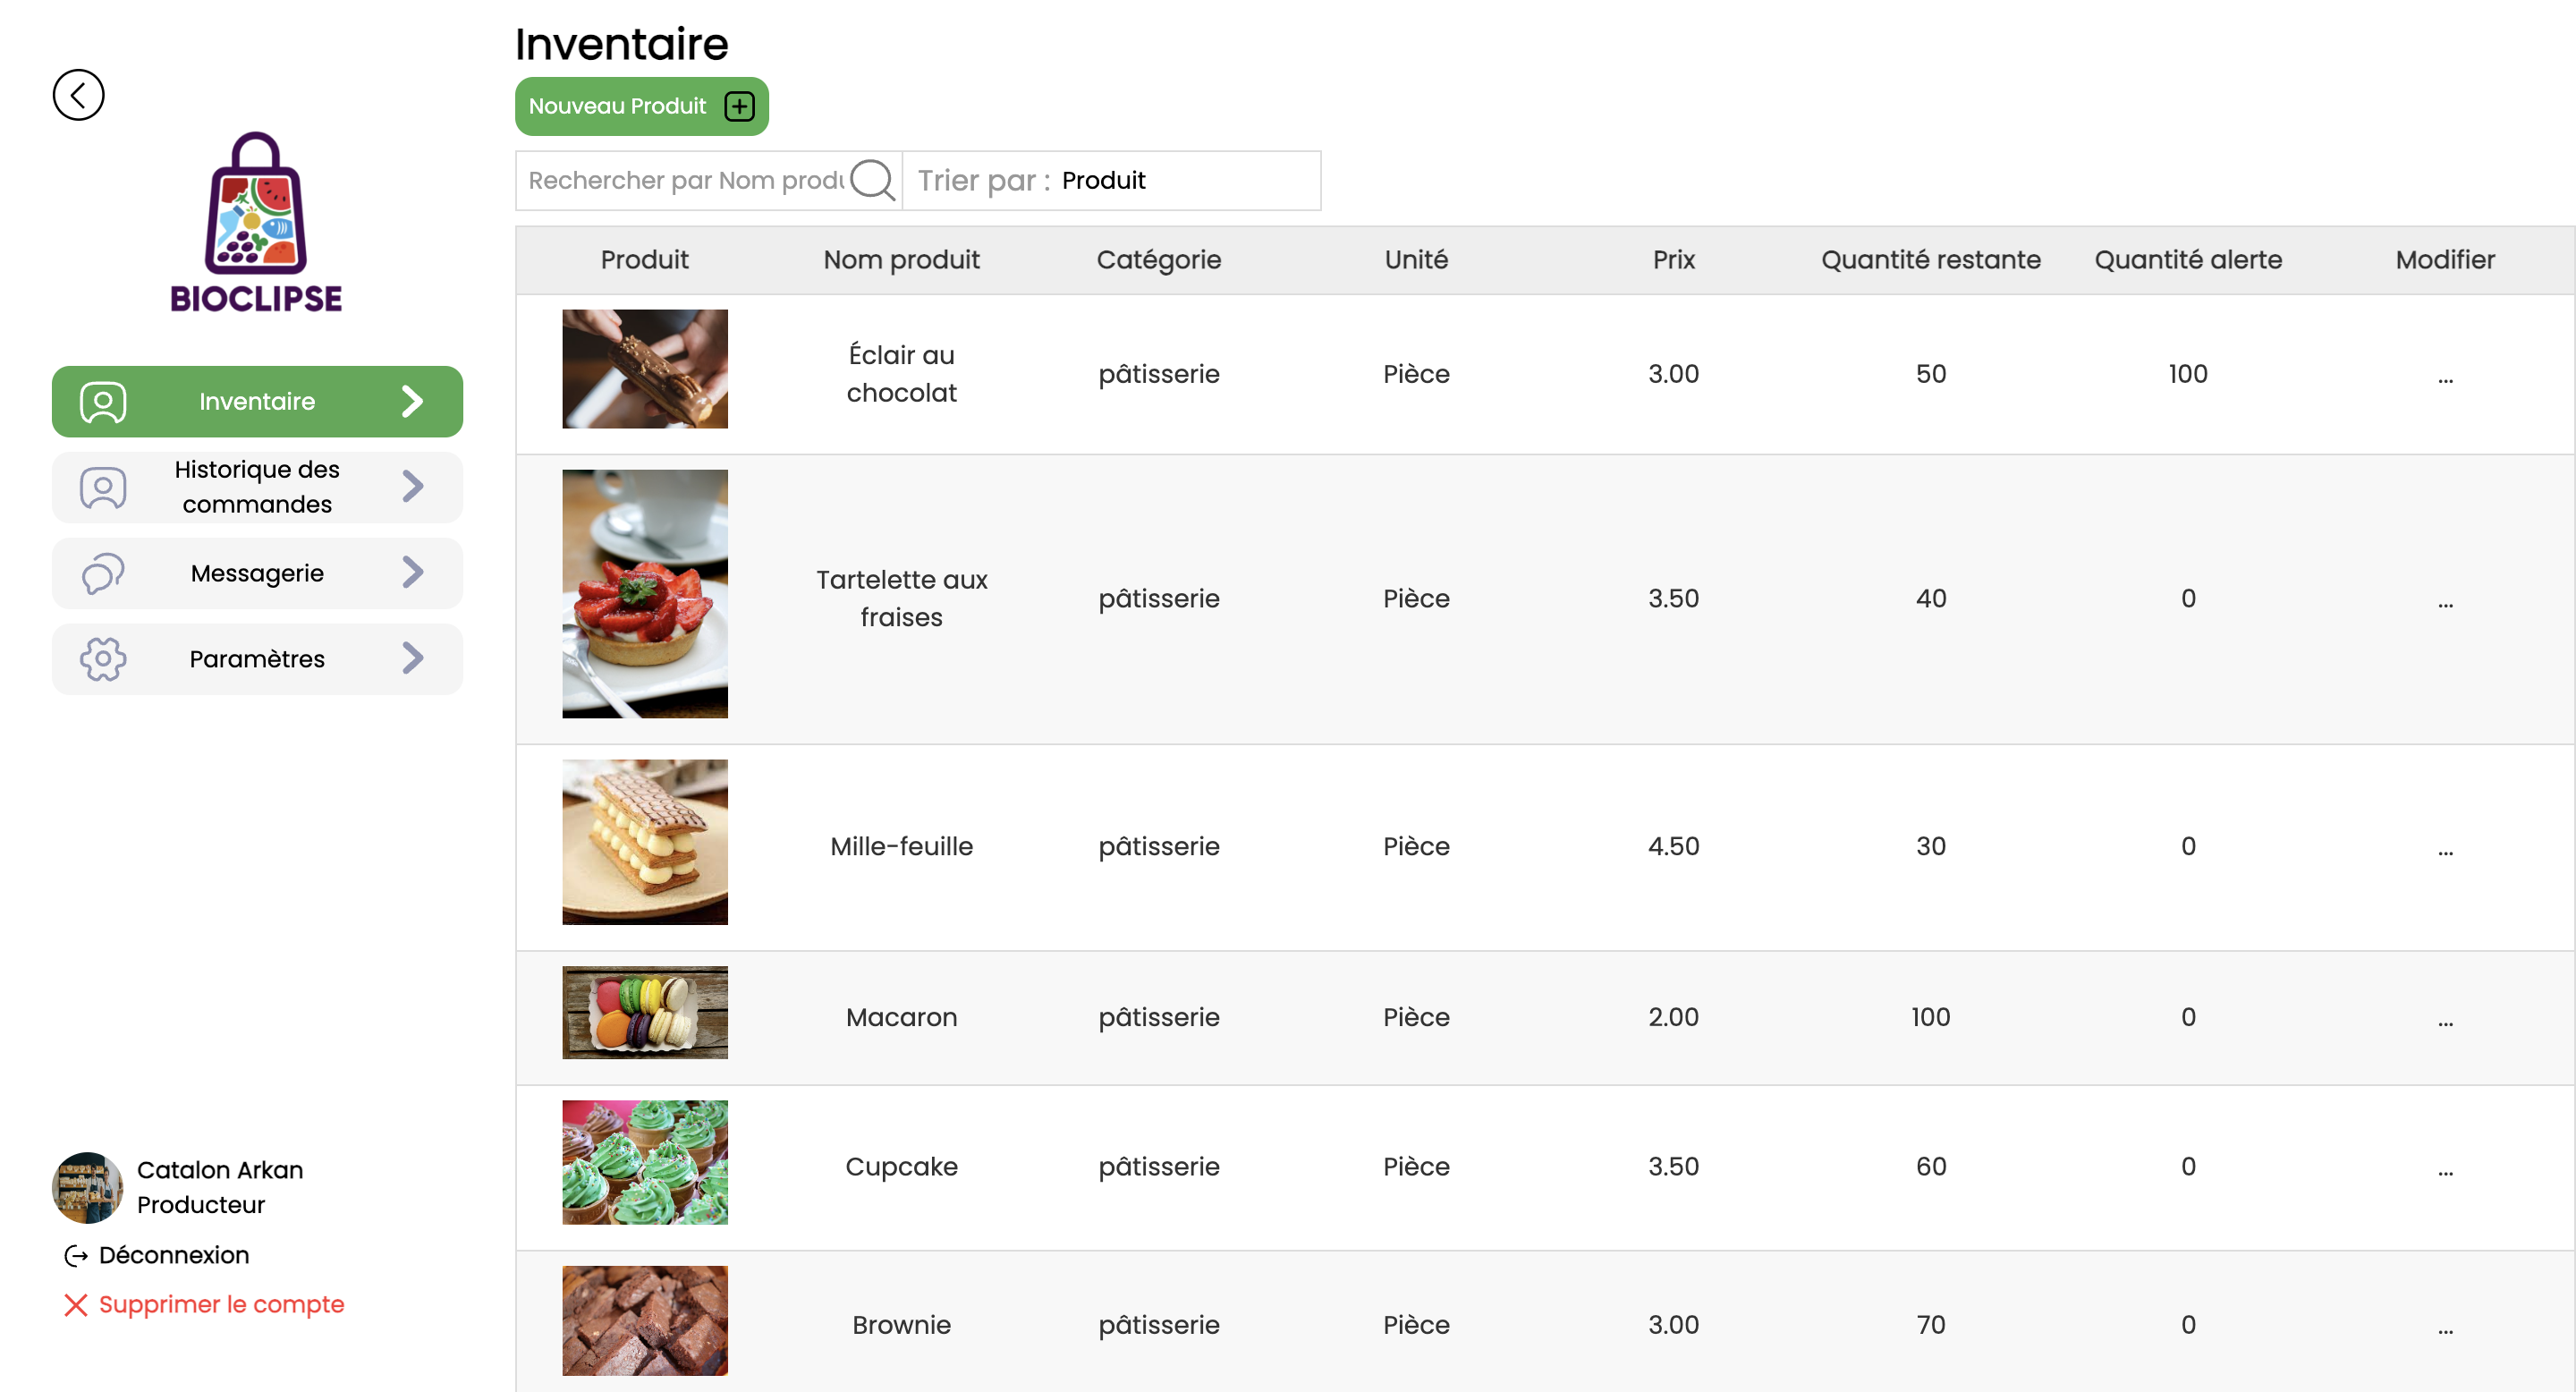 Inventaire
Nouveau Produit
Rechercher par Nom produ
Trier par : Produit
BIOCLIPSE
Inventaire
Historique des
commandes
Messagerie
Paramètres
Catalon Arkan
Producteur
Déconnexion
Supprimer le compte
Produit Nom produit Catégorie Unité Prix Quantité restante Quantité alerte Modifier
Éclair au
chocolat
pâtisserie Pièce 3.00 50 100 ...
Tartelette aux
fraises
pâtisserie Pièce 3.50 40 0 ...
Mille-feuille pâtisserie Pièce 4.50 30 0 ...
Macaron pâtisserie Pièce 2.00 100 0 ...
Cupcake pâtisserie Pièce 3.50 60 0 ...
Brownie pâtisserie Pièce 3.00 70 0 ...